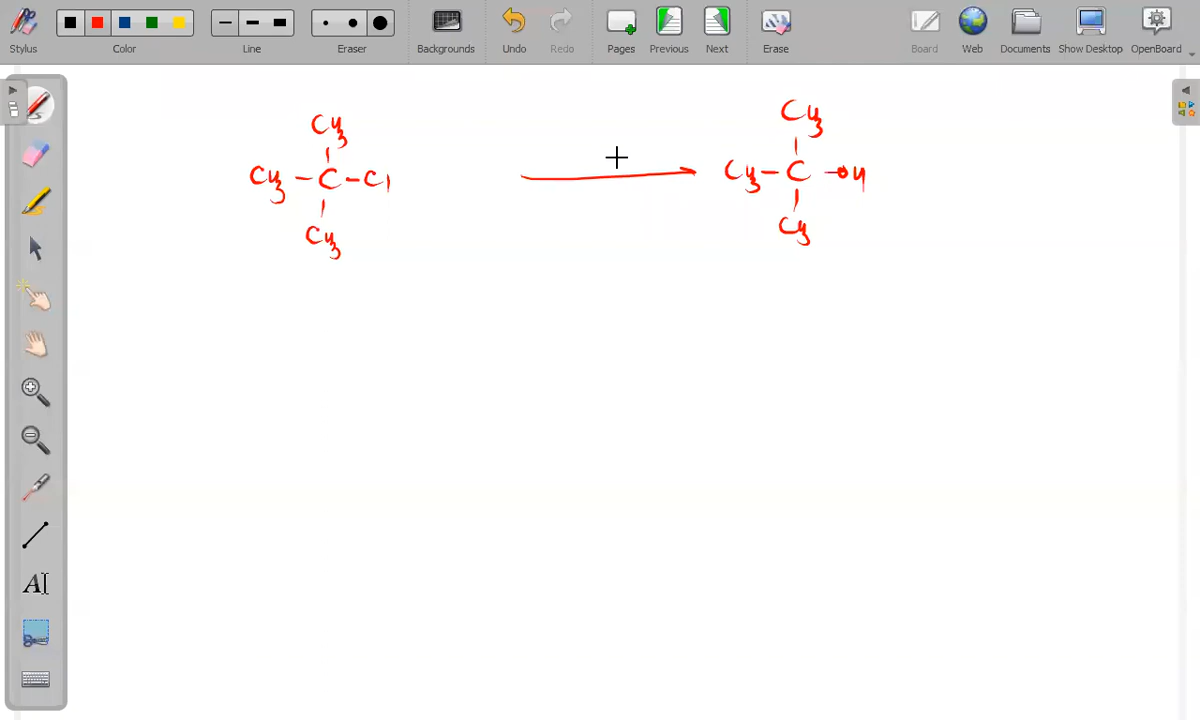 Stylus Color Line Eraser Backgrounds Undo Redo Pages Previous Next Erase Board Web Documents Show Desktop OpenBoard
CH3 CH3
CH3 - C - Cl CH3 - C - OH
CH3 CH3
A